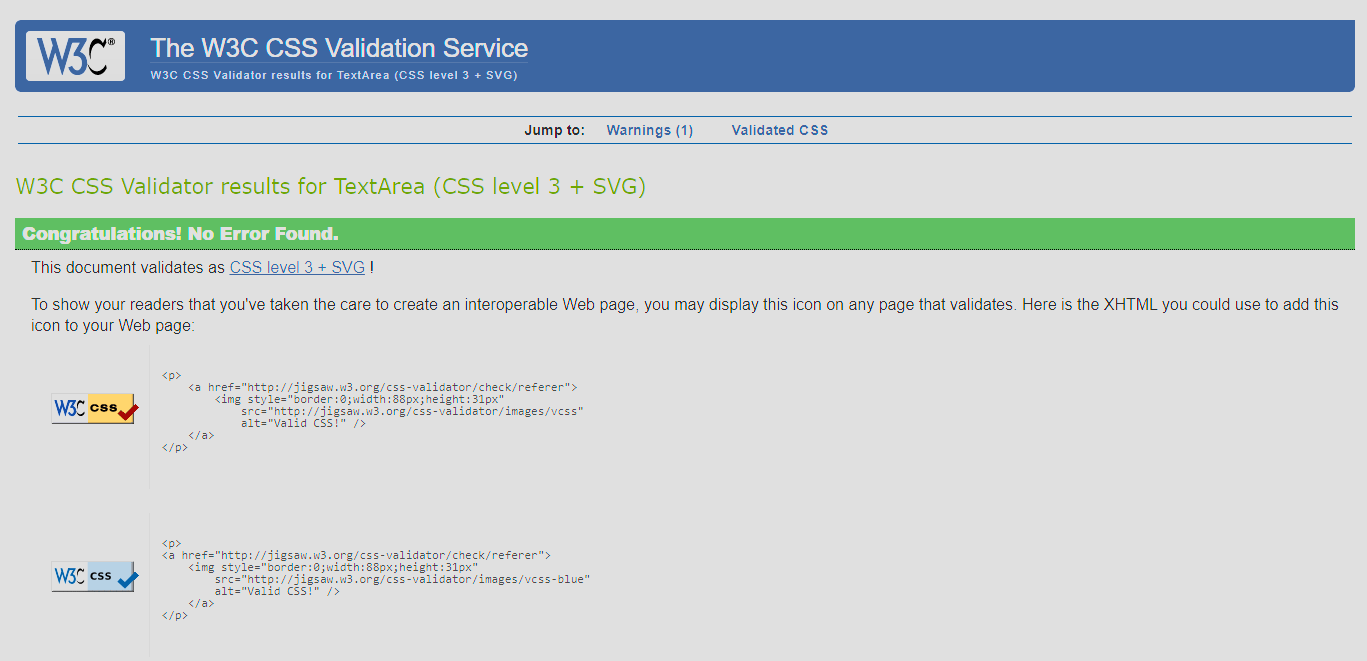 W3C®
The W3C CSS Validation Service
W3C CSS Validator results for TextArea (CSS level 3 + SVG)
Jump to: Warnings (1) Validated CSS
W3C CSS Validator results for TextArea (CSS level 3 + SVG)
Congratulations! No Error Found.
This document validates as CSS level 3 + SVG !
To show your readers that you've taken the care to create an interoperable Web page, you may display this icon on any page that validates. Here is the XHTML you could use to add this
icon to your Web page:
W3C css
<p>
<a href="http://jigsaw.w3.org/css-validator/check/referer">
<img style="border:0;width:88px;height:31px"
src="http://jigsaw.w3.org/css-validator/images/vcss"
alt="Valid CSS!" />
</a>
</p>
W3C css
<p>
<a href="http://jigsaw.w3.org/css-validator/check/referer">
<img style="border:0;width:88px;height:31px"
src="http://jigsaw.w3.org/css-validator/images/vcss-blue"
alt="Valid CSS!" />
</a>
</p>